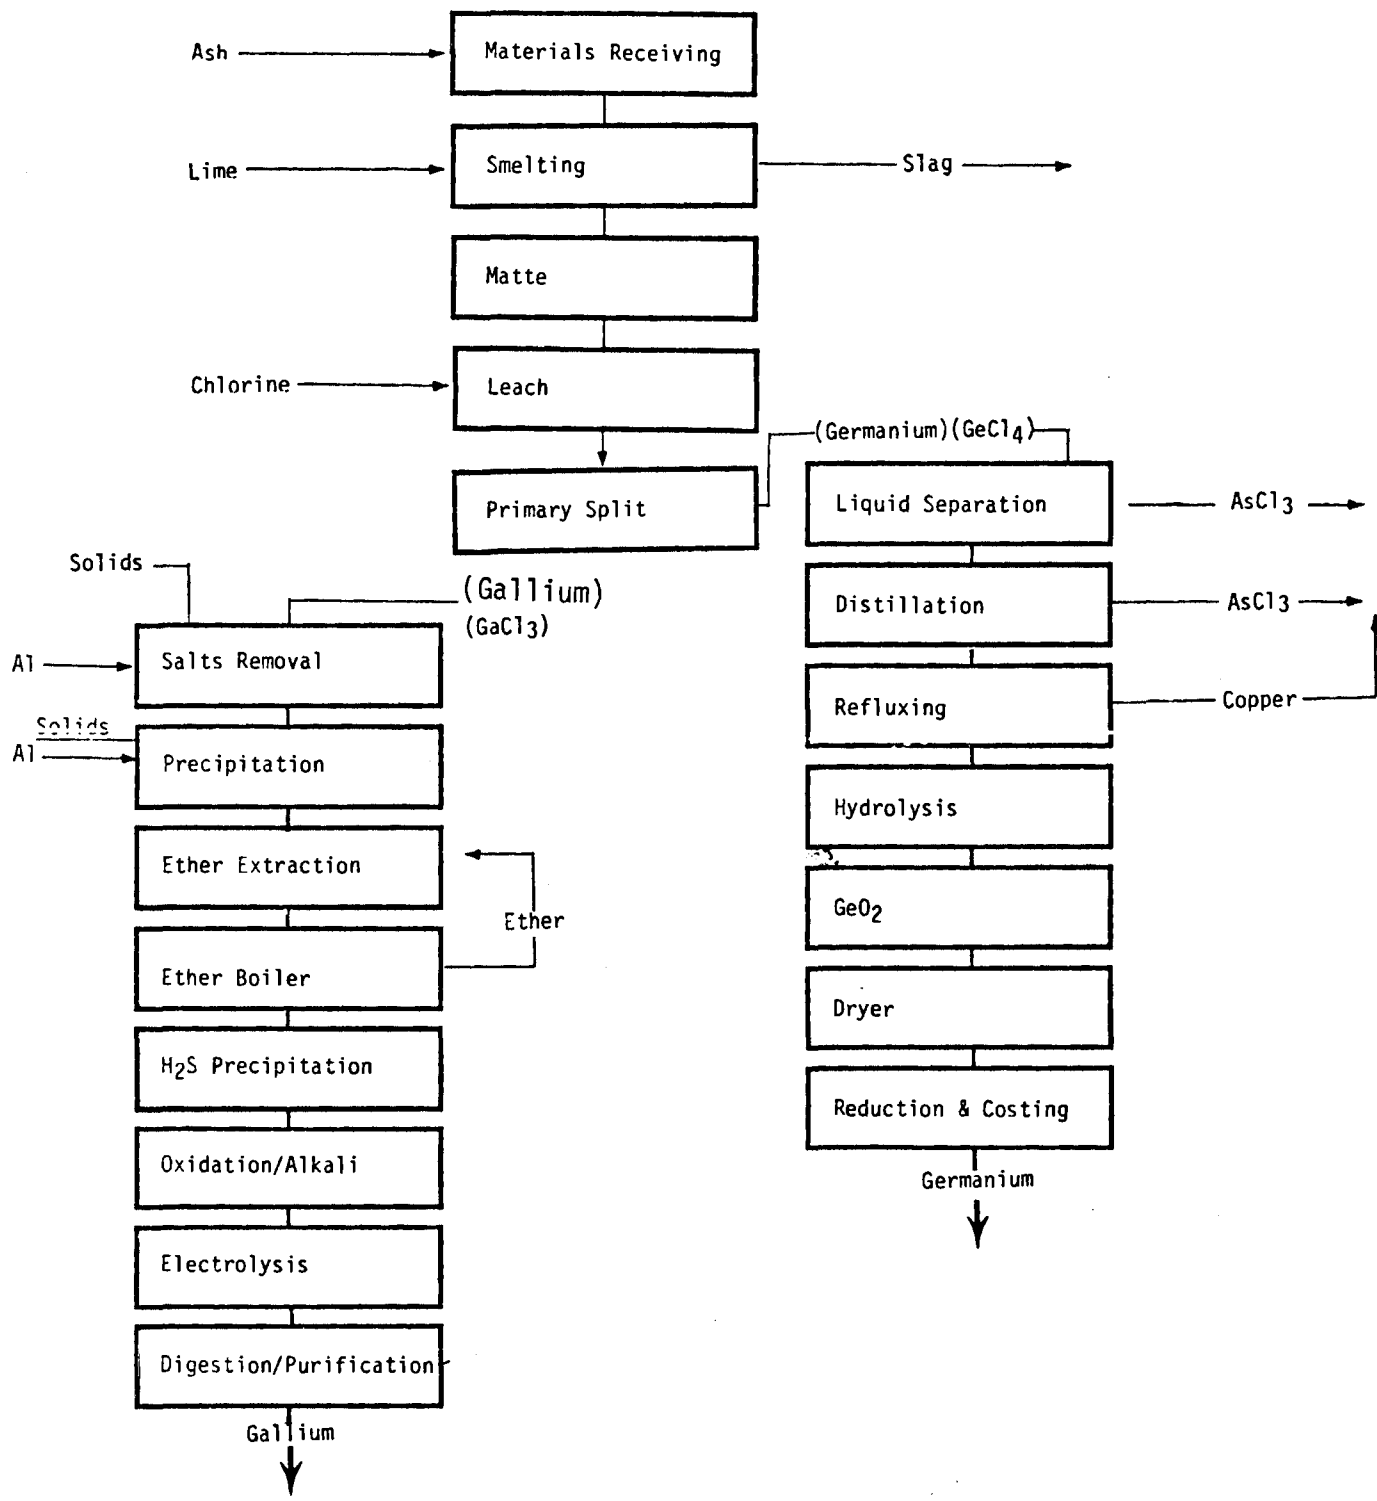 Ash
Materials Receiving
Lime
Smelting
Slag
Matte
Chlorine
Leach
(Germanium)(GeCl4)
Primary Split
Liquid Separation
AsCl3
Solids
(Gallium)
(GaCl3)
Distillation
AsCl3
Al
Salts Removal
Refluxing
Copper
Solids
Al
Precipitation
Hydrolysis
Ether Extraction
Ether
GeO2
Ether Boiler
Dryer
H2S Precipitation
Reduction & Costing
Oxidation/Alkali
Germanium
Electrolysis
Digestion/Purification
Gallium